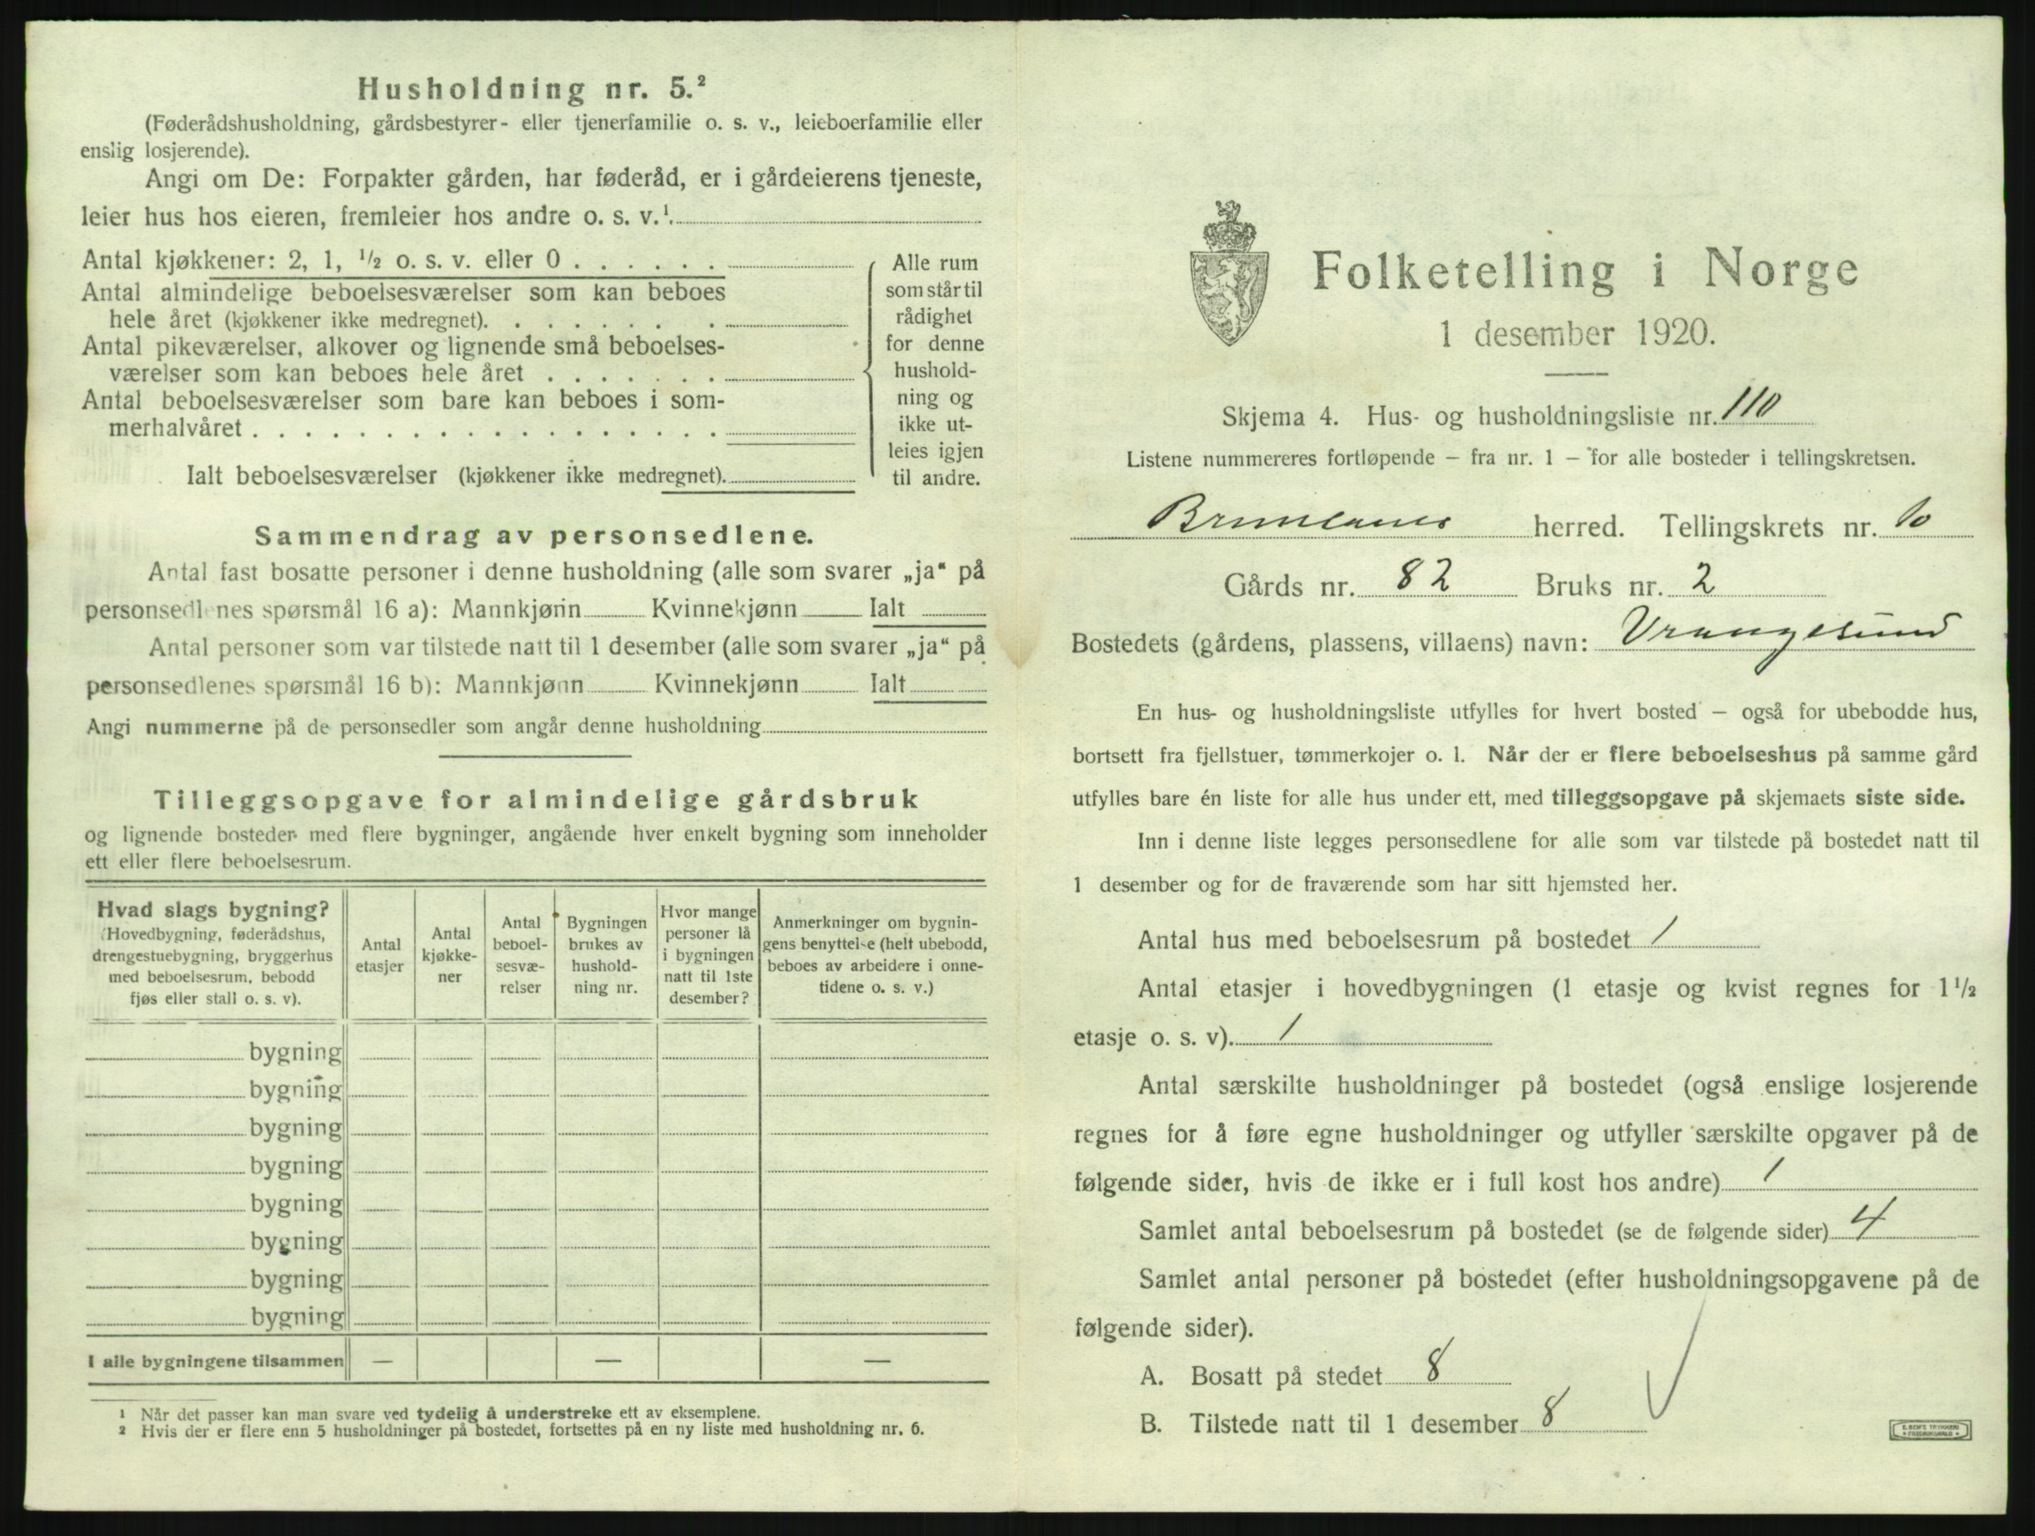 Husholdning nr. 5.²
(Føderådshusholdning, gårdsbestyrer- eller tjenerfamilie o. s. v., leieboerfamilie eller
enslig losjerende).
Angi om De: Forpakter gården, har føderåd, er i gårdeierens tjeneste,
leier hus hos eieren, fremleier hos andre o. s. v.¹.
Antal kjøkkener: 2, 1, ½ o. s. v. eller 0 . . . . . .
Antal almindelige beboelsesværelser som kan beboes
hele året (kjøkkener ikke medregnet). . . . . . . .
Antal pikeværelser, alkover og lignende små beboelses-
værelser som kan beboes hele året . . . . . . .
Antal beboelsesværelser som bare kan beboes i som-
merhalvåret . . . . . . . . . . . . . . . . . .
Ialt beboelsesværelser (kjøkkener ikke medregnet).
Alle rum
som står til
rådighet
for denne
hushold-
ning og
ikke ut-
leies igjen
til andre.
Sammendrag av personsedlene.
Antal fast bosatte personer i denne husholdning (alle som svarer „ja“ på
personsedlenes spørsmål 16 a): Mannkjønn Kvinnekjønn Ialt
Antal personer som var tilstede natt til 1 desember (alle som svarer „ja“ på
personsedlenes spørsmål 16 b): Mannkjønn Kvinnekjønn Ialt
Angi nummerne på de personsedler som angår denne husholdning
Tilleggsopgave for almindelige gårdsbruk
og lignende bosteder med flere bygninger, angående hver enkelt bygning som inneholder
ett eller flere beboelsesrum.
Hvad slags bygning?
(Hovedbygning, føderådshus,
drengestuebygning, bryggerhus
med beboelsesrum, bebodd
fjøs eller stall o. s. v).
Antal
etasjer
Antal
kjøkke-
ner
Antal
beboel-
sesvæ-
relser
Bygningen
brukes av
hushold-
ning nr.
Hvor mange
personer lå
i bygningen
natt til 1ste
desember?
Anmerkninger om bygnin-
gens benyttelse (helt ubebodd,
beboes av arbeidere i onne-
tidene o. s. v.)
bygning
bygning
bygning
bygning
bygning
bygning
bygning
bygning
I alle bygningene tilsammen — — —
¹ Når det passer kan man svare ved tydelig å understreke ett av eksemplene.
² Hvis der er flere enn 5 husholdninger på bostedet, fortsettes på en ny liste med husholdning nr. 6.
Folketelling i Norge
1 desember 1920.
Skjema 4. Hus- og husholdningsliste nr. 110
Listene nummereres fortløpende – fra nr. 1 – for alle bosteder i tellingskretsen.
Brunlanes herred. Tellingskrets nr. 10
Gårds nr. 82 Bruks nr. 2
Bostedets (gårdens, plassens, villaens) navn: Vrangesund
En hus- og husholdningsliste utfylles for hvert bosted – også for ubebodde hus,
bortsett fra fjellstuer, tømmerkojer o. l. Når der er flere beboelseshus på samme gård
utfylles bare én liste for alle hus under ett, med tilleggsopgave på skjemaets siste side.
Inn i denne liste legges personsedlene for alle som var tilstede på bostedet natt til
1 desember og for de fraværende som har sitt hjemsted her.
Antal hus med beboelsesrum på bostedet 1
Antal etasjer i hovedbygningen (1 etasje og kvist regnes for 1½
etasje o. s. v). 1
Antal særskilte husholdninger på bostedet (også enslige losjerende
regnes for å føre egne husholdninger og utfyller særskilte opgaver på de
følgende sider, hvis de ikke er i full kost hos andre) 1
Samlet antal beboelsesrum på bostedet (se de følgende sider) 4
Samlet antal personer på bostedet (efter husholdningsopgavene på de
følgende sider).
A. Bosatt på stedet 8
B. Tilstede natt til 1 desember 8